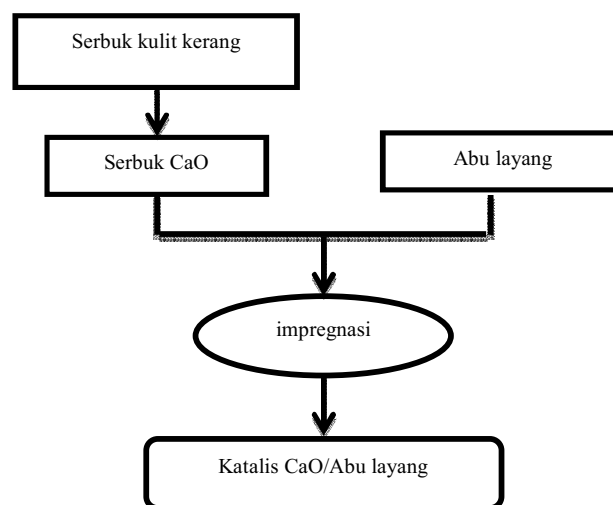 Serbuk kulit kerang
Serbuk CaO
Abu layang
impregnasi
Katalis CaO/Abu layang